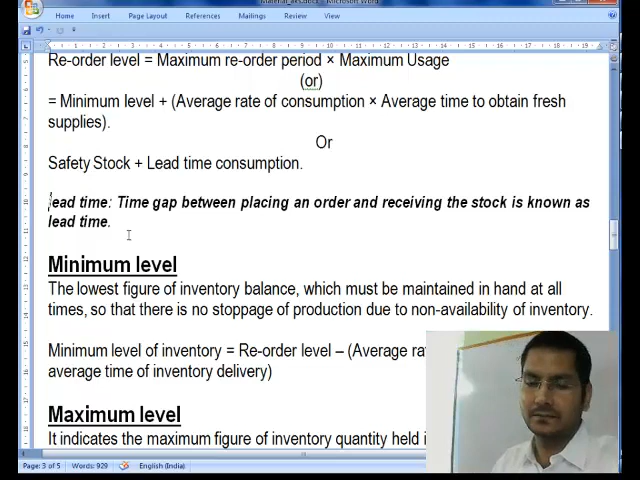 Material_aks.docx - Microsoft Word
Home Insert Page Layout References Mailings Review View
Re-order level = Maximum re-order period × Maximum Usage
(or)
= Minimum level + (Average rate of consumption × Average time to obtain fresh
supplies).
Or
Safety Stock + Lead time consumption.
lead time: Time gap between placing an order and receiving the stock is known as
lead time.
Minimum level
The lowest figure of inventory balance, which must be maintained in hand at all
times, so that there is no stoppage of production due to non-availability of inventory.
Minimum level of inventory = Re-order level – (Average ra
average time of inventory delivery)
Maximum level
It indicates the maximum figure of inventory quantity held i
Page: 3 of 5 Words: 929 English (India)